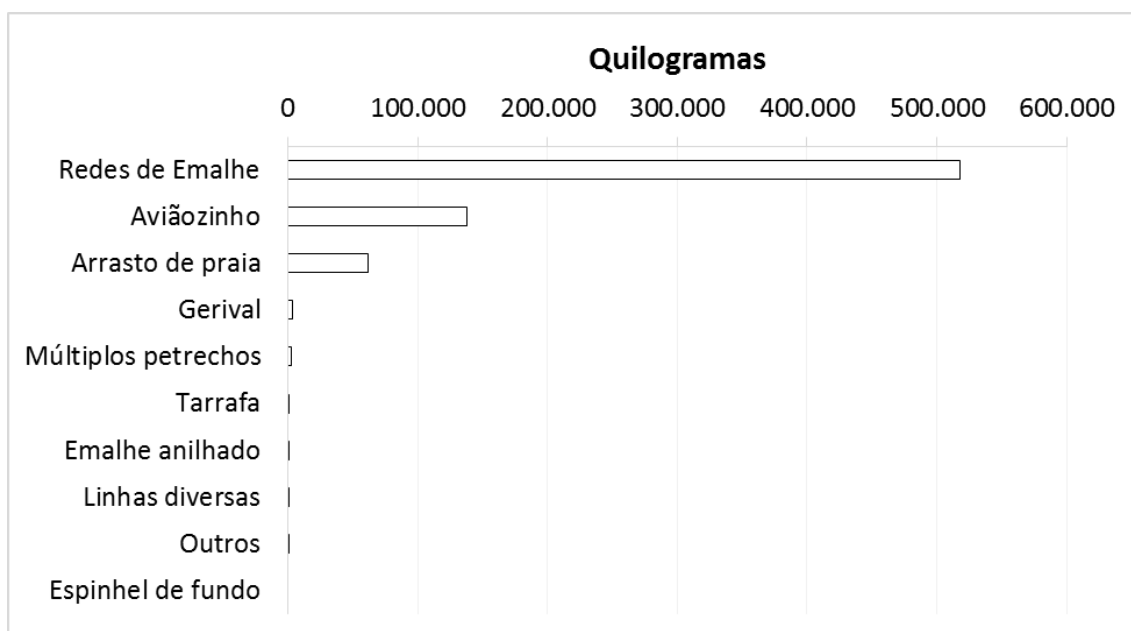 Quilogramas
0 100.000 200.000 300.000 400.000 500.000 600.000
Redes de Emalhe
Aviãozinho
Arrasto de praia
Gerival
Múltiplos petrechos
Tarrafa
Emalhe anilhado
Linhas diversas
Outros
Espinhel de fundo